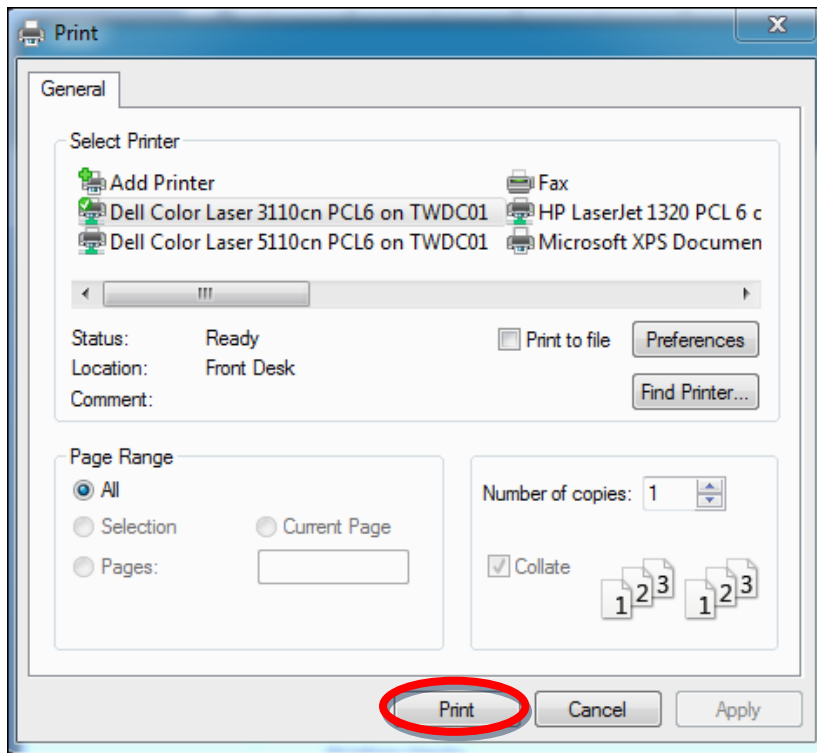 Print
X
General
Select Printer
Add Printer
Fax
Dell Color Laser 3110cn PCL6 on TWDC01
HP LaserJet 1320 PCL 6 c
Dell Color Laser 5110cn PCL6 on TWDC01
Microsoft XPS Documen
Status: Ready
Print to file
Preferences
Location: Front Desk
Comment:
Find Printer...
Page Range
All
Number of copies: 1
Selection
Current Page
Pages:
Collate
1 2 3 1 2 3
Print
Cancel
Apply